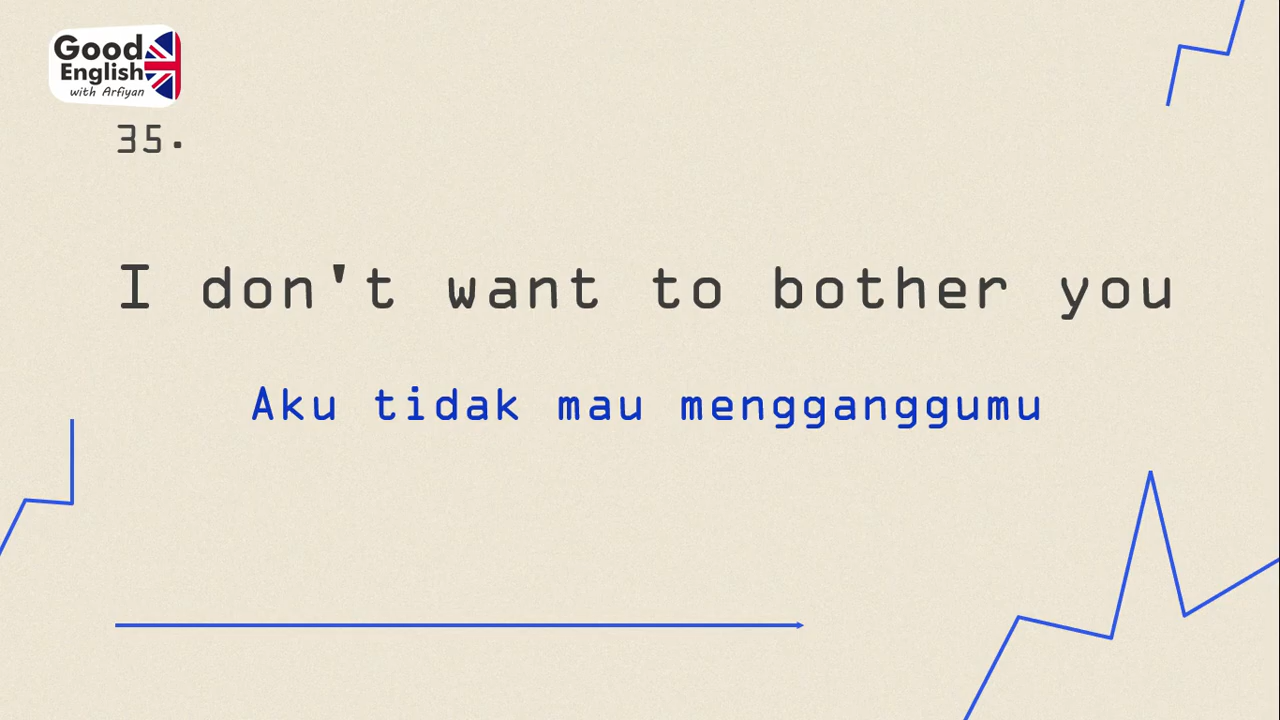 Good
English
with Arfiyan
35.
I don't want to bother you
Aku tidak mau mengganggumu